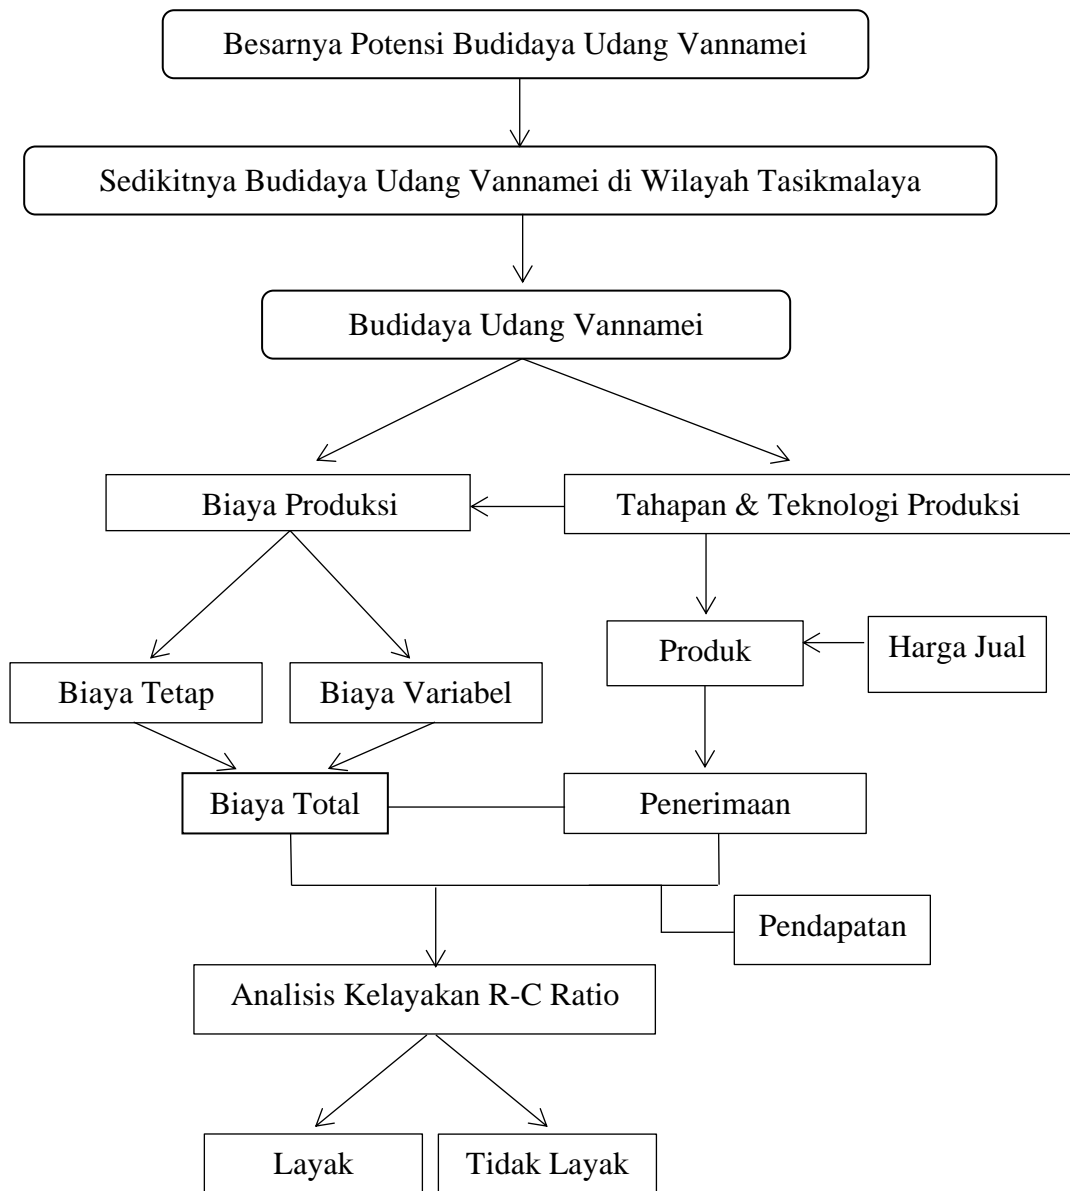 Besarnya Potensi Budidaya Udang Vannamei
Sedikitnya Budidaya Udang Vannamei di Wilayah Tasikmalaya
Budidaya Udang Vannamei
Biaya Produksi
Tahapan & Teknologi Produksi
Produk
Harga Jual
Biaya Tetap
Biaya Variabel
Biaya Total
Penerimaan
Pendapatan
Analisis Kelayakan R-C Ratio
Layak
Tidak Layak